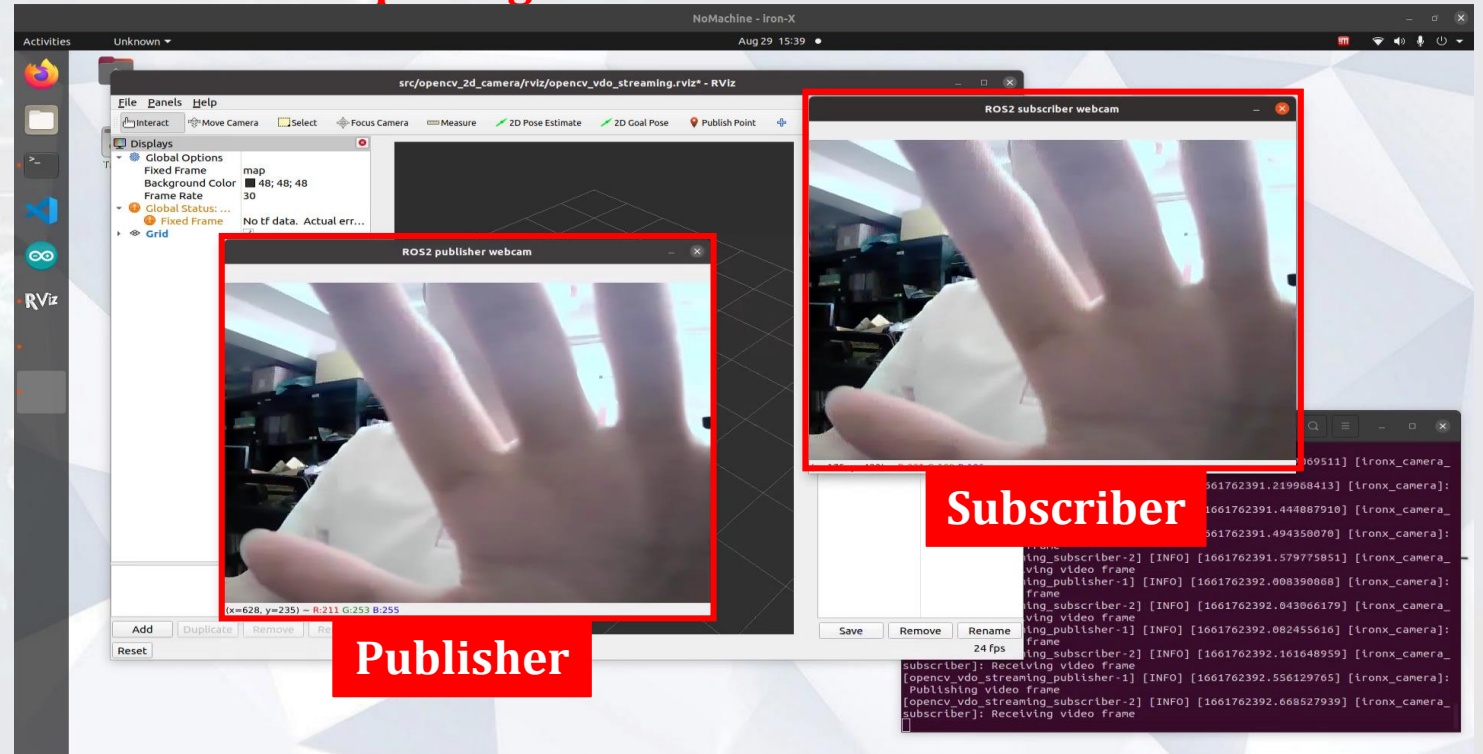 NoMachine - iron-X
Activities Unknown Aug 29 15:39
src/opencv_2d_camera/rviz/opencv_vdo_streaming.rviz* - RViz
File Panels Help
Interact Move Camera Select Focus Camera Measure 2D Pose Estimate 2D Goal Pose Publish Point
Displays
Global Options
Fixed Frame map
Background Color 48; 48; 48
Frame Rate 30
Global Status: ...
Fixed Frame No tf data. Actual err...
Grid
RViz
ROS2 publisher webcam
(x=628, y=235) ~ R:211 G:253 B:255
Publisher
ROS2 subscriber webcam
Subscriber
Add Duplicate Remove
Reset
Save Remove Rename
24 fps
69511] [ironx_camera_
1661762391.219968413] [ironx_camera]:
1661762391.444887910] [ironx_camera_
1661762391.494350070] [ironx_camera]:
ing_subscriber-2] [INFO] [1661762391.579775851] [ironx_camera_
iving video frame
ing_publisher-1] [INFO] [1661762392.008390868] [ironx_camera]:
frame
ing_subscriber-2] [INFO] [1661762392.043066179] [ironx_camera_
iving video frame
ing_publisher-1] [INFO] [1661762392.082455616] [ironx_camera]:
frame
ing_subscriber-2] [INFO] [1661762392.161648959] [ironx_camera_
subscriber]: Receiving video frame
[opencv_vdo_streaming_publisher-1] [INFO] [1661762392.556129765] [ironx_camera]:
Publishing video frame
[opencv_vdo_streaming_subscriber-2] [INFO] [1661762392.668527939] [ironx_camera_
subscriber]: Receiving video frame